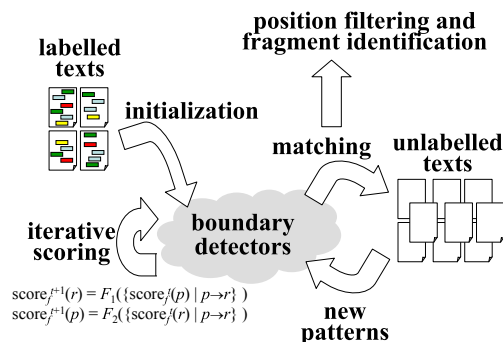 position filtering and
fragment identification
labelled
texts
initialization
matching
unlabelled
texts
iterative
scoring
boundary
detectors
score_f^{t+1}(r) = F_1({score_f^t(p) | p→r} )
score_f^{t+1}(p) = F_2({score_f^t(r) | p→r} )
new
patterns